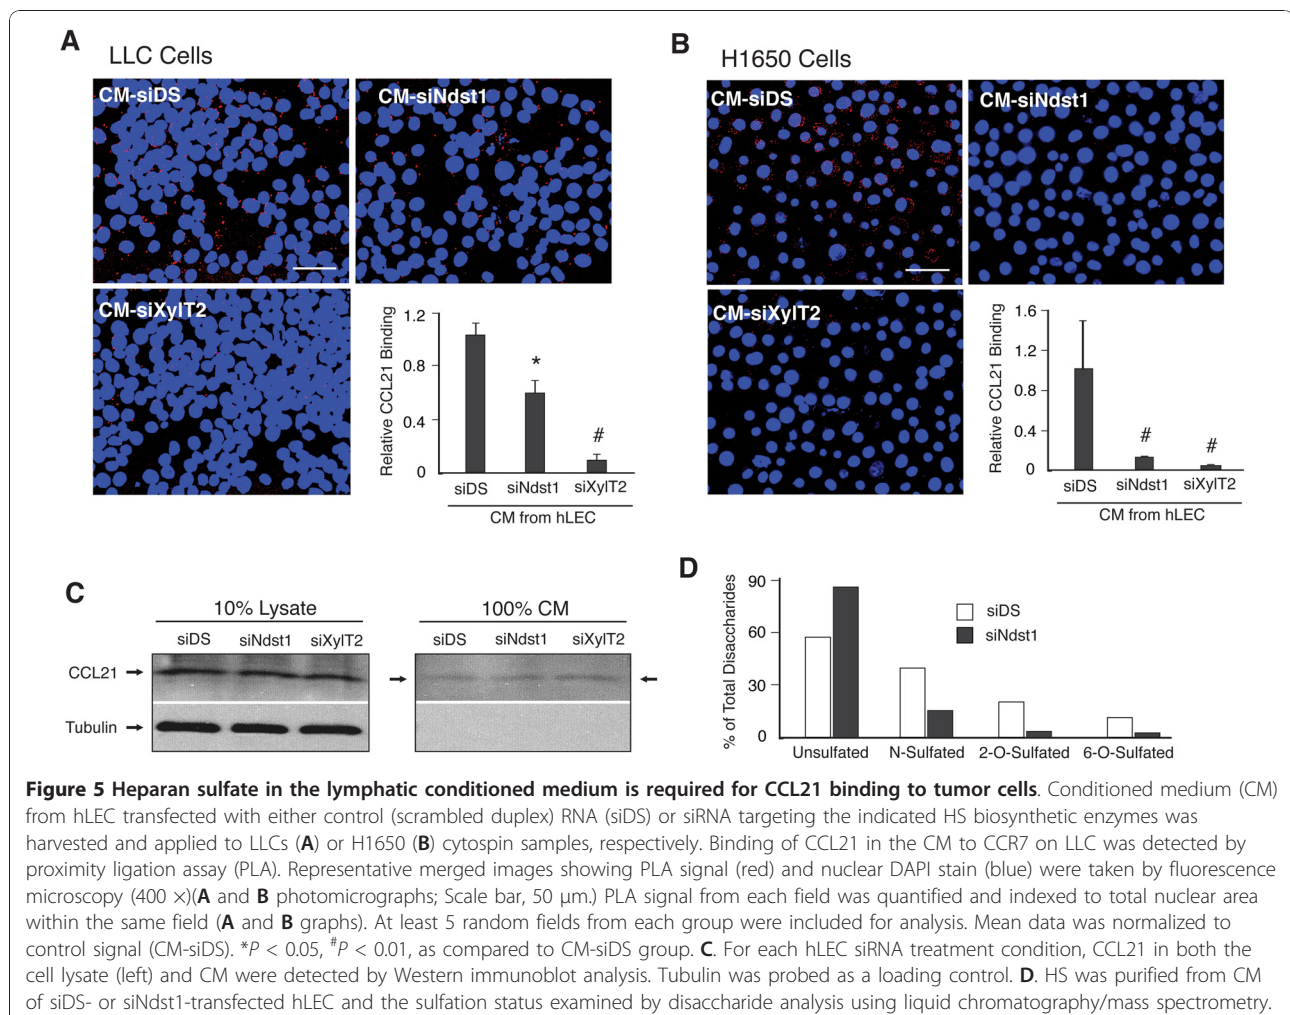 A
LLC Cells
CM-siDS
CM-siNdst1
CM-siXylT2
Relative CCL21 Binding
1.2
0.8
0.4
0
*
#
siDS siNdst1 siXylT2
CM from hLEC
B
H1650 Cells
CM-siDS
CM-siNdst1
CM-siXylT2
Relative CCL21 Binding
1.6
1.2
0.8
0.4
0
# #
siDS siNdst1 siXylT2
CM from hLEC
C
10% Lysate
100% CM
siDS siNdst1 siXylT2
siDS siNdst1 siXylT2
CCL21
Tubulin
D
% of Total Disaccharides
90
60
30
0
siDS
siNdst1
Unsulfated N-Sulfated 2-O-Sulfated 6-O-Sulfated
Figure 5 Heparan sulfate in the lymphatic conditioned medium is required for CCL21 binding to tumor cells. Conditioned medium (CM)
from hLEC transfected with either control (scrambled duplex) RNA (siDS) or siRNA targeting the indicated HS biosynthetic enzymes was
harvested and applied to LLCs (A) or H1650 (B) cytospin samples, respectively. Binding of CCL21 in the CM to CCR7 on LLC was detected by
proximity ligation assay (PLA). Representative merged images showing PLA signal (red) and nuclear DAPI stain (blue) were taken by fluorescence
microscopy (400 ×)(A and B photomicrographs; Scale bar, 50 μm.) PLA signal from each field was quantified and indexed to total nuclear area
within the same field (A and B graphs). At least 5 random fields from each group were included for analysis. Mean data was normalized to
control signal (CM-siDS). *P < 0.05, #P < 0.01, as compared to CM-siDS group. C. For each hLEC siRNA treatment condition, CCL21 in both the
cell lysate (left) and CM were detected by Western immunoblot analysis. Tubulin was probed as a loading control. D. HS was purified from CM
of siDS- or siNdst1-transfected hLEC and the sulfation status examined by disaccharide analysis using liquid chromatography/mass spectrometry.